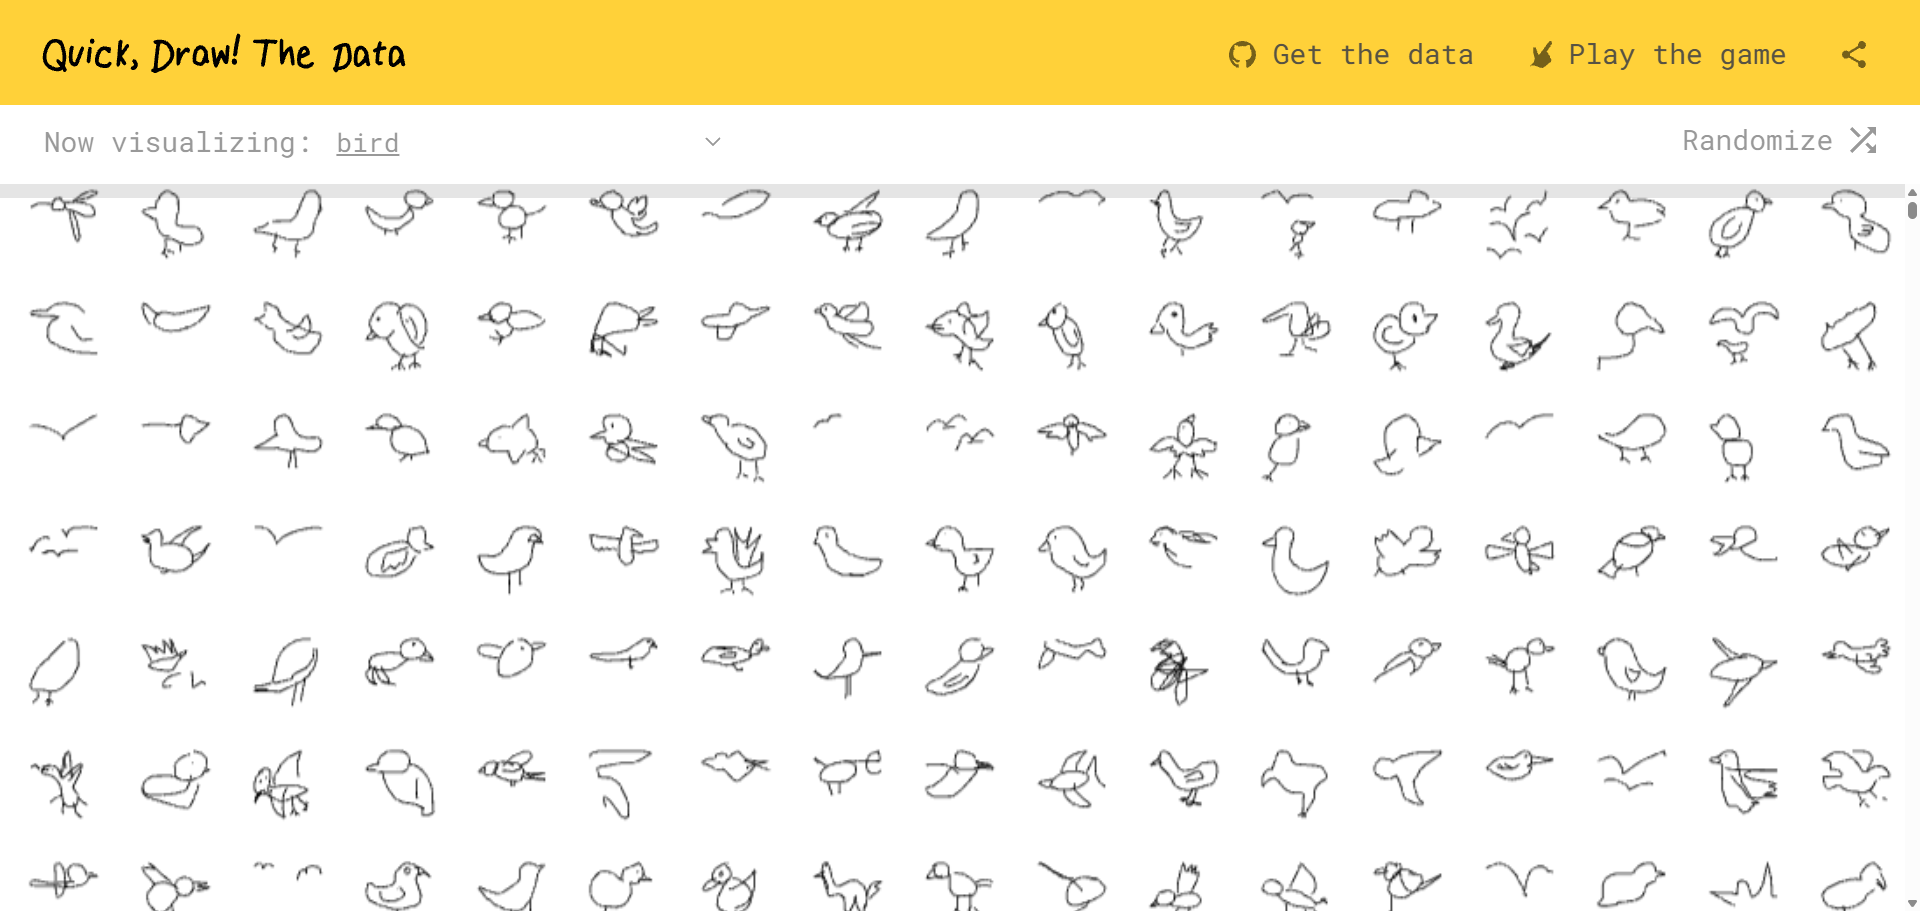 Quick, Draw! The Data
Get the data
Play the game
Now visualizing: bird
Randomize